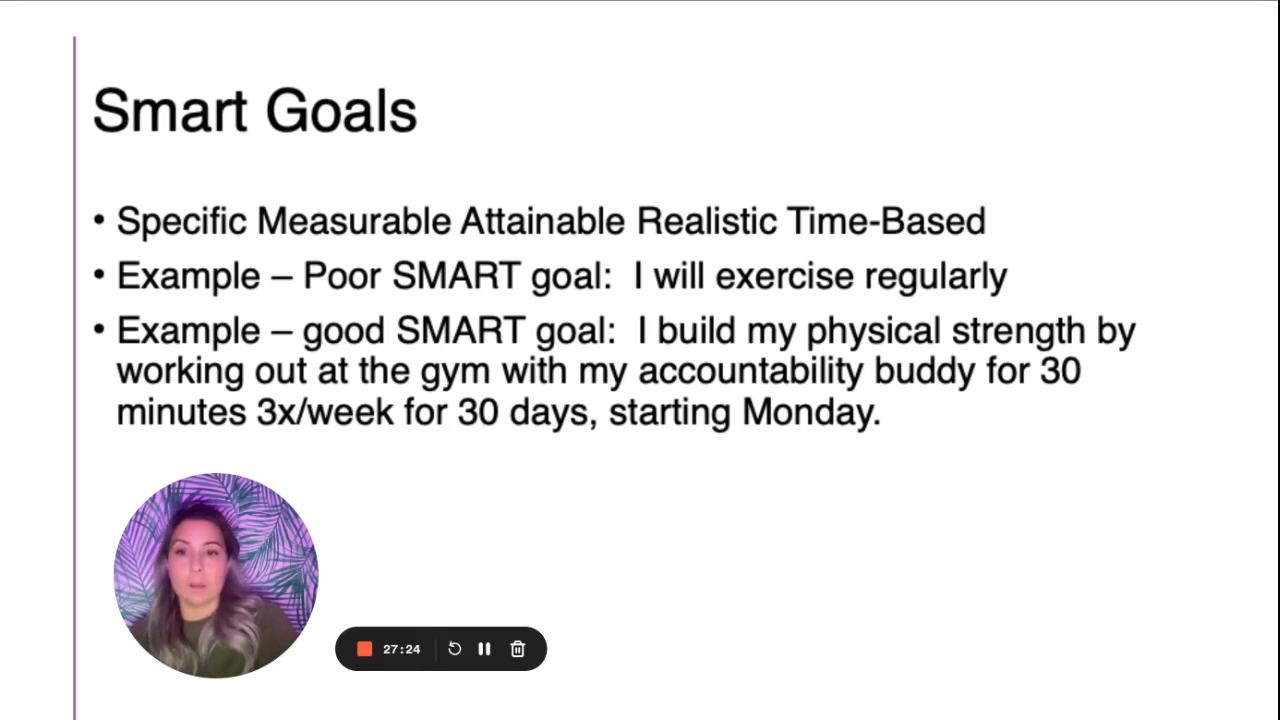 Smart Goals
• Specific Measurable Attainable Realistic Time-Based
• Example – Poor SMART goal:  I will exercise regularly
• Example – good SMART goal:  I build my physical strength by
working out at the gym with my accountability buddy for 30
minutes 3x/week for 30 days, starting Monday.
27:24